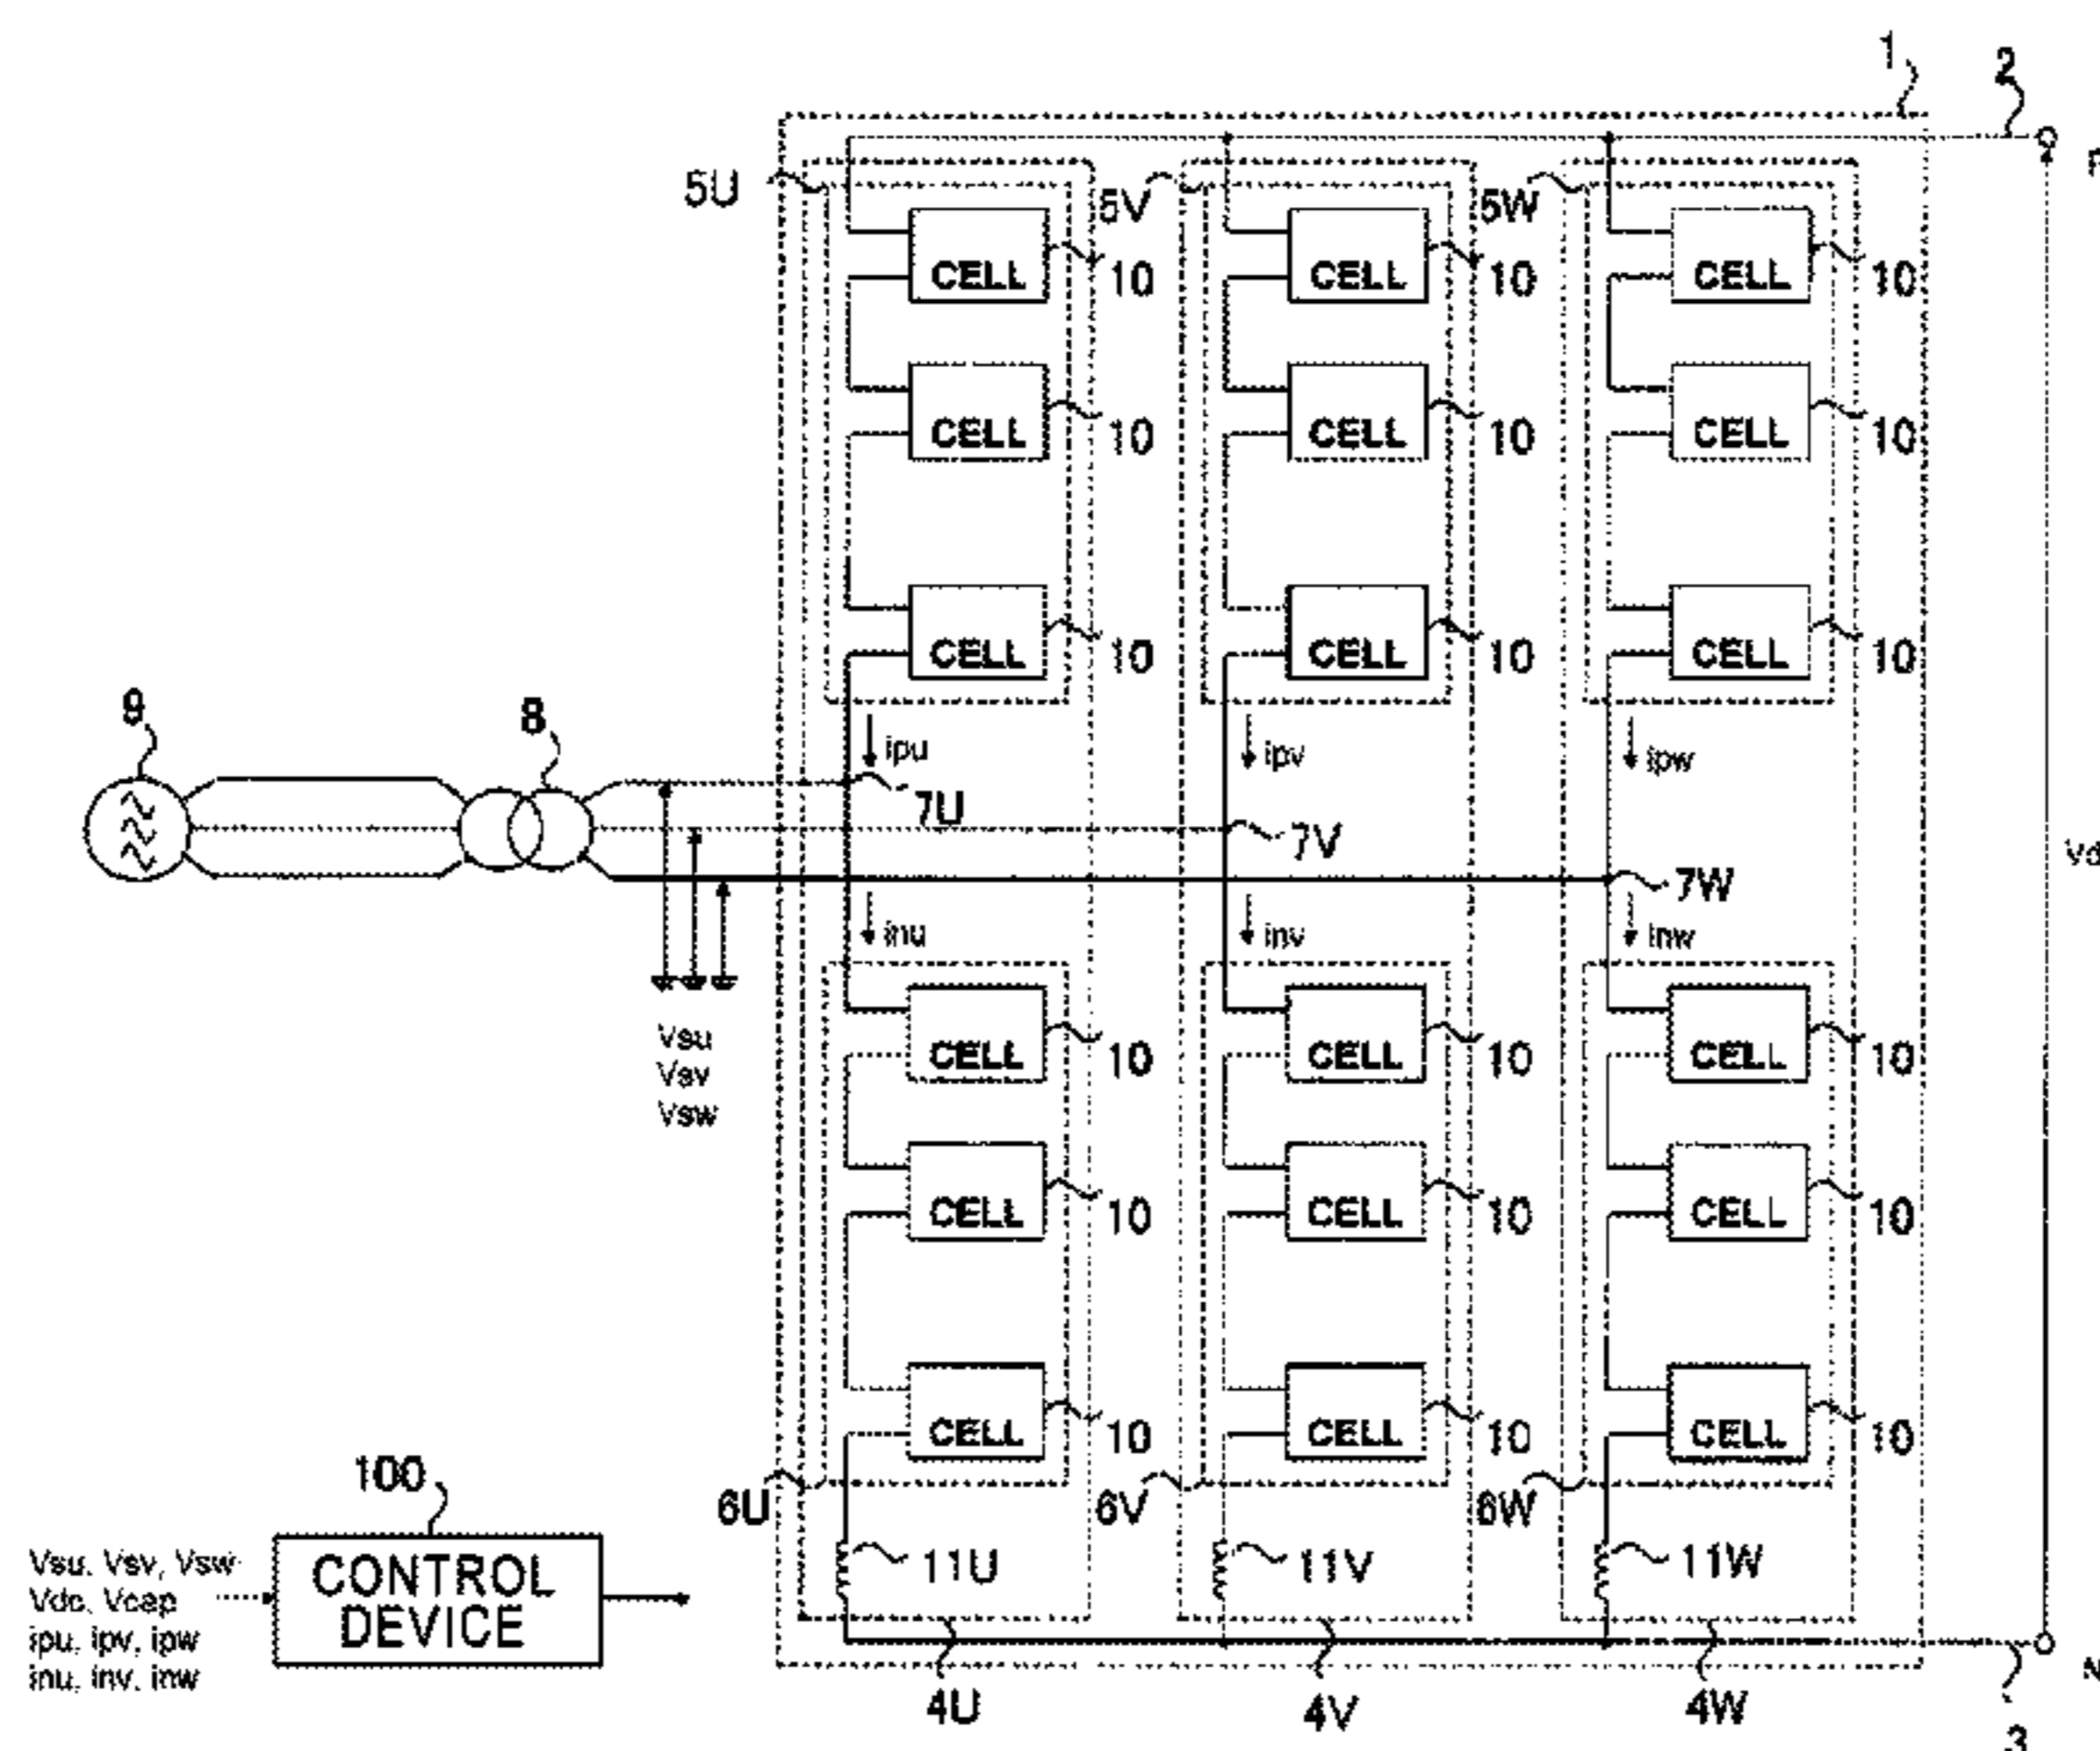 1
2
5U
5V
5W
CELL 10 CELL 10 CELL 10
CELL 10 CELL 10 CELL 10
CELL 10 CELL 10 CELL 10
9
8
ipu
ipv
ipw
7U
7V
7W
Vd
inu
inv
inw
CELL 10 CELL 10 CELL 10
Vsu
Vsv
Vsw
CELL 10 CELL 10 CELL 10
CELL 10 CELL 10 CELL 10
6U
6V
6W
100
11U
11V
11W
Vsu, Vsv, Vsw
Vdc, Vcap
ipu, ipv, ipw
inu, inv, inw
CONTROL
DEVICE
N
4U
4V
4W
3